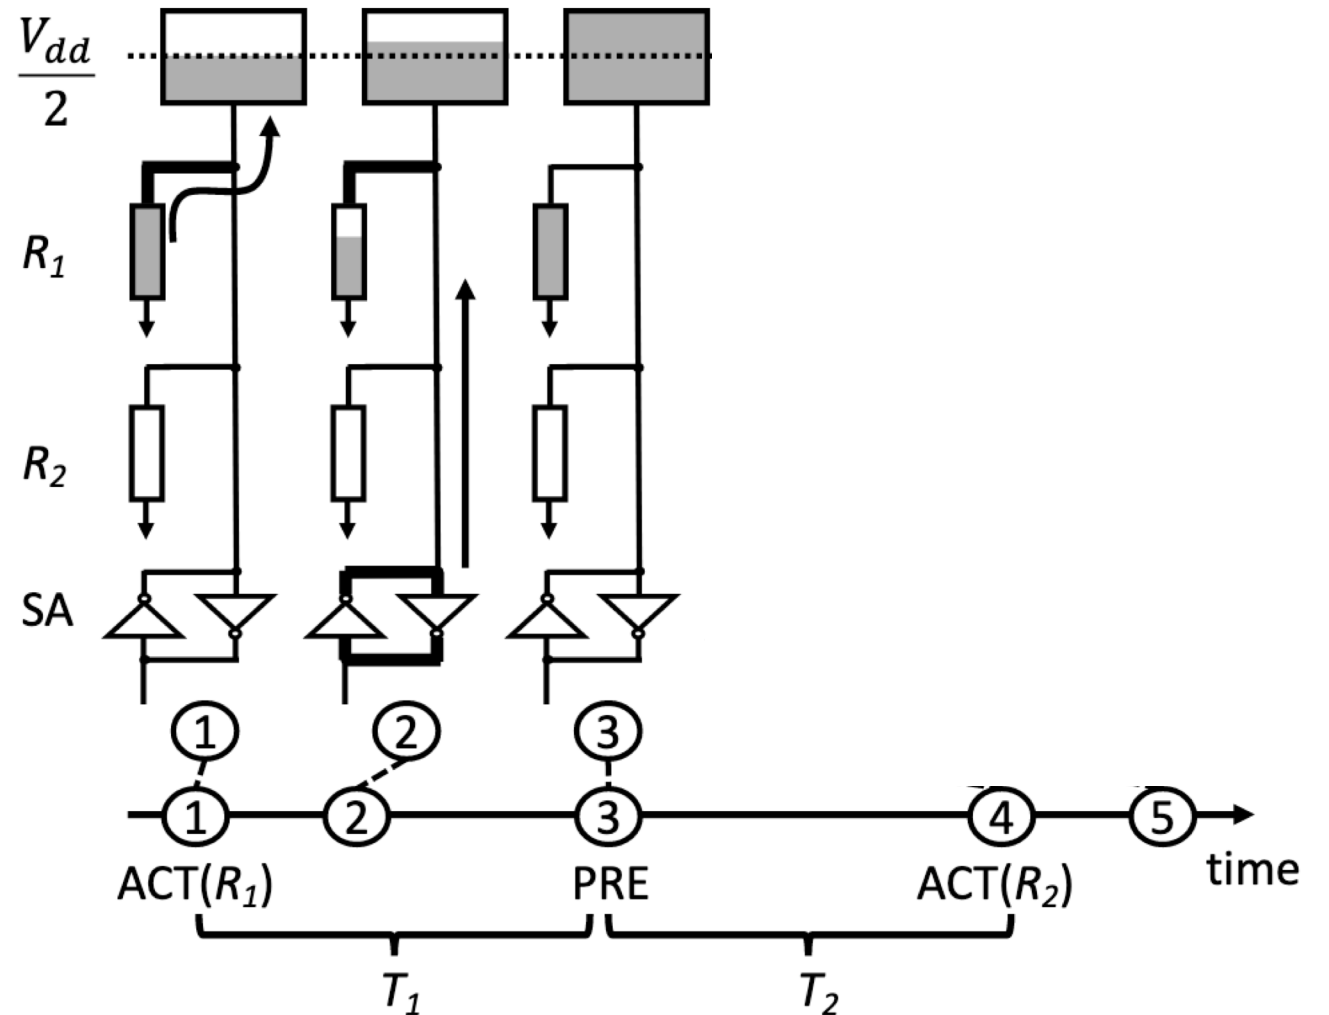 V_dd
2
R_1
R_2
SA
1 2 3
1 2 3 4 5
time
ACT(R_1) PRE ACT(R_2)
T_1 T_2